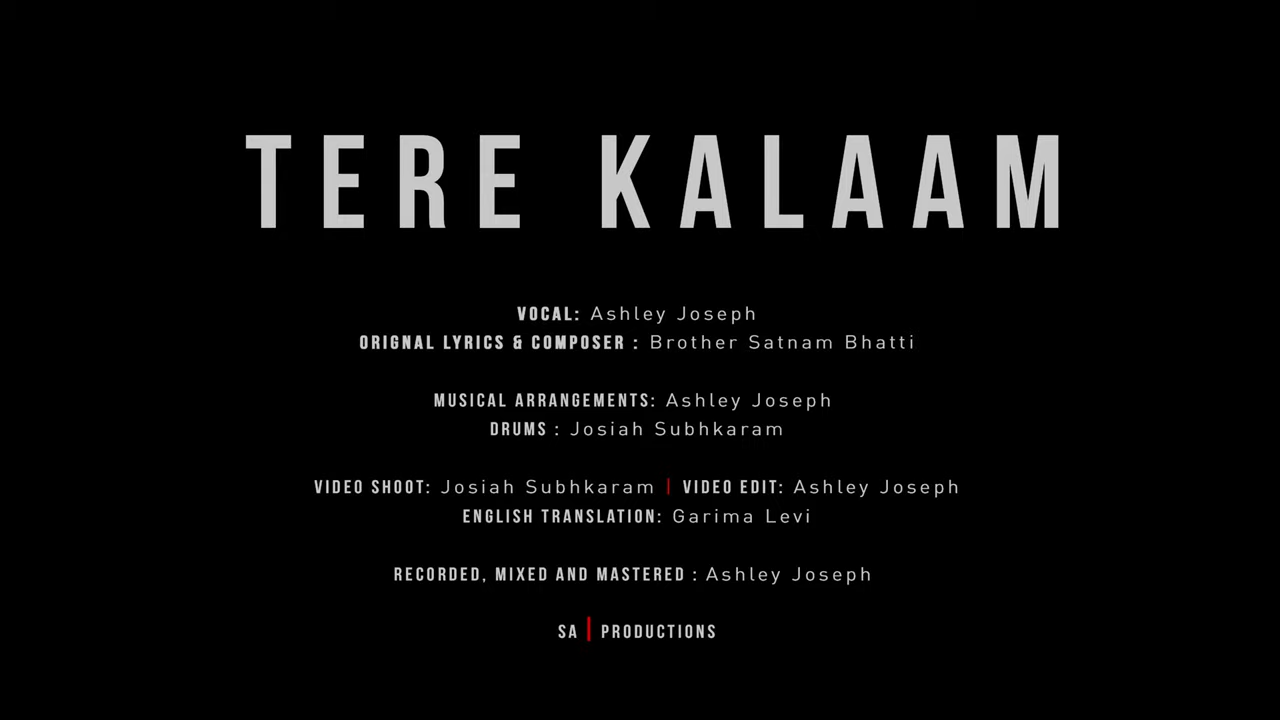 TERE KALAAM
VOCAL: Ashley Joseph
ORIGNAL LYRICS & COMPOSER : Brother Satnam Bhatti
MUSICAL ARRANGEMENTS: Ashley Joseph
DRUMS : Josiah Subhkaram
VIDEO SHOOT: Josiah Subhkaram | VIDEO EDIT: Ashley Joseph
ENGLISH TRANSLATION: Garima Levi
RECORDED, MIXED AND MASTERED : Ashley Joseph
SA | PRODUCTIONS